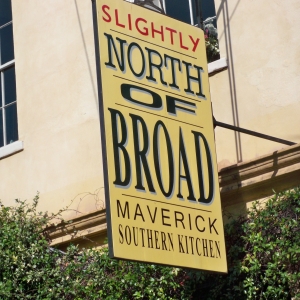 SLIGHTLY
NORTH
OF
BROAD
MAVERICK
SOUTHERN KITCHEN